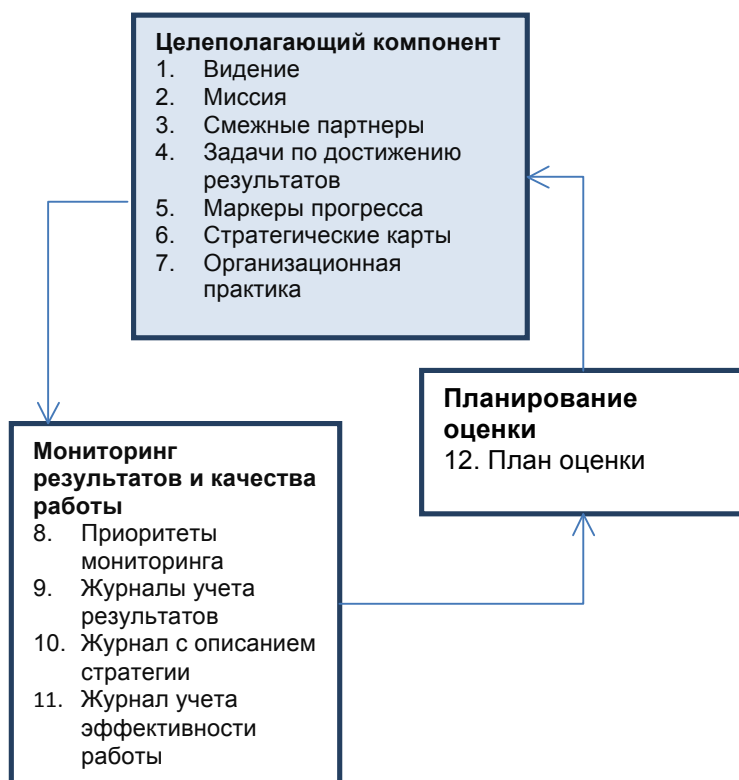 Целеполагающий компонент
1. Видение
2. Миссия
3. Смежные партнеры
4. Задачи по достижению
результатов
5. Маркеры прогресса
6. Стратегические карты
7. Организационная
практика
Планирование
оценки
12. План оценки
Мониторинг
результатов и качества
работы
8. Приоритеты
мониторинга
9. Журналы учета
результатов
10. Журнал с описанием
стратегии
11. Журнал учета
эффективности
работы